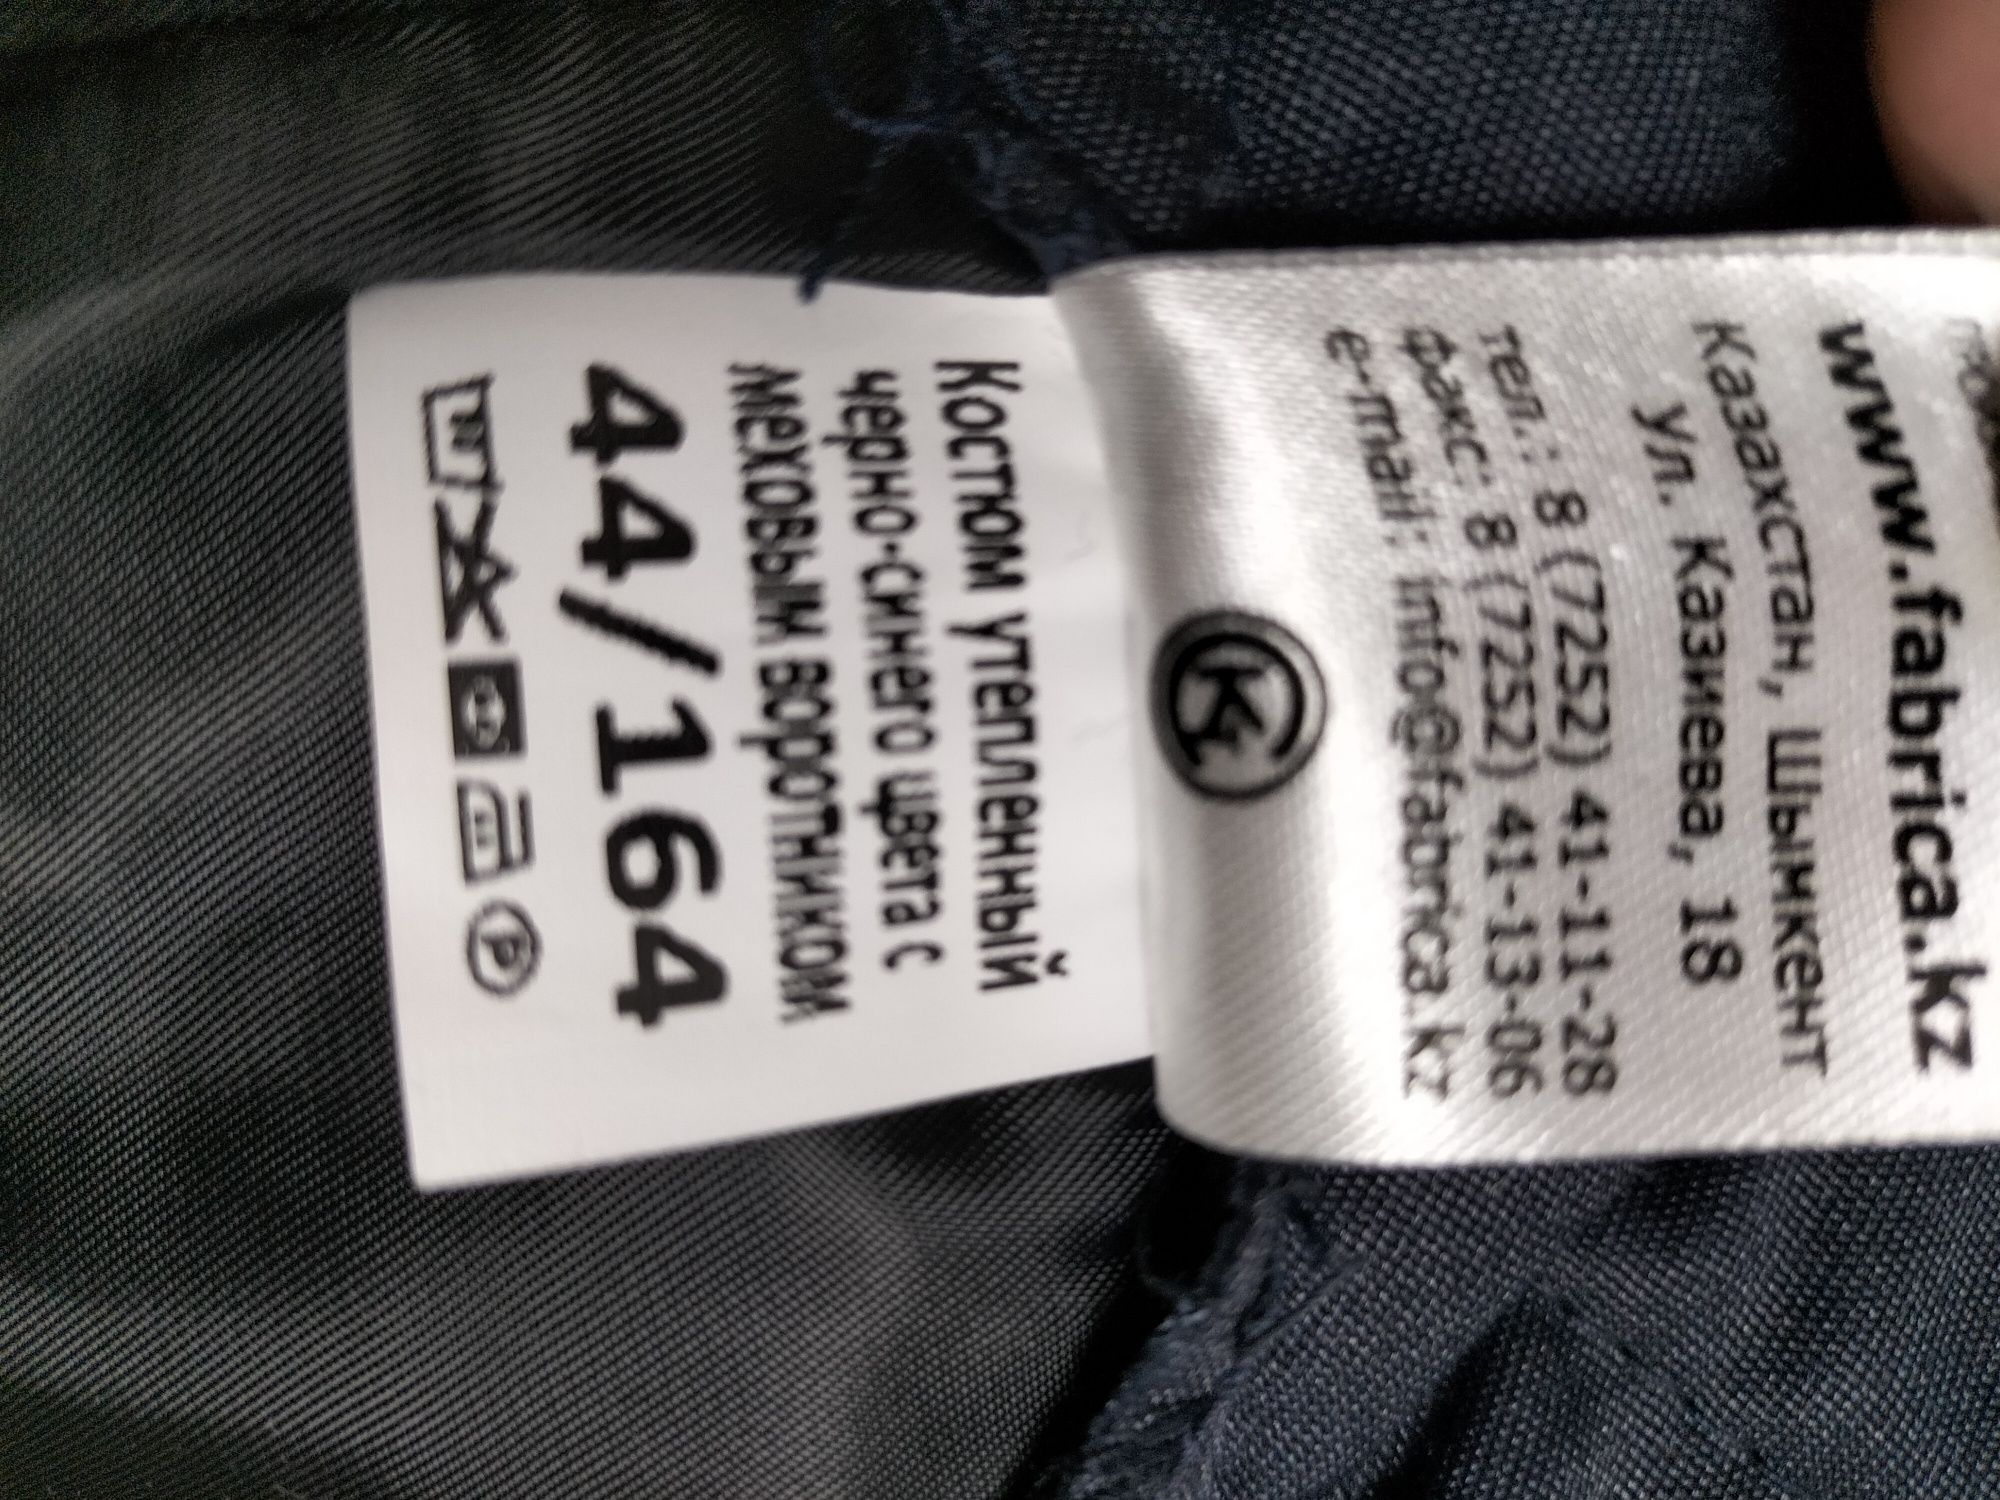 www.fabrica.kz
Казахстан, Шымкент
ул. Казиева, 18
тел.: 8 (7252) 41-11-28
факс: 8 (7252) 41-13-06
e-mail: info@fabrica.kz
K
Костюм утепленный
черно-синего цвета с
меховым воротником
44/164
P